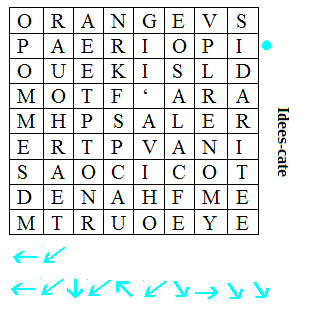 O R A N G E V S
P A E R I O P I
O U E K I S L D
M O T F ‘ A R A
M H P S A L E R
E R T P V A N I
S A O C I C O T
D E N A H F M E
M T R U O E Y E
Idees-cate